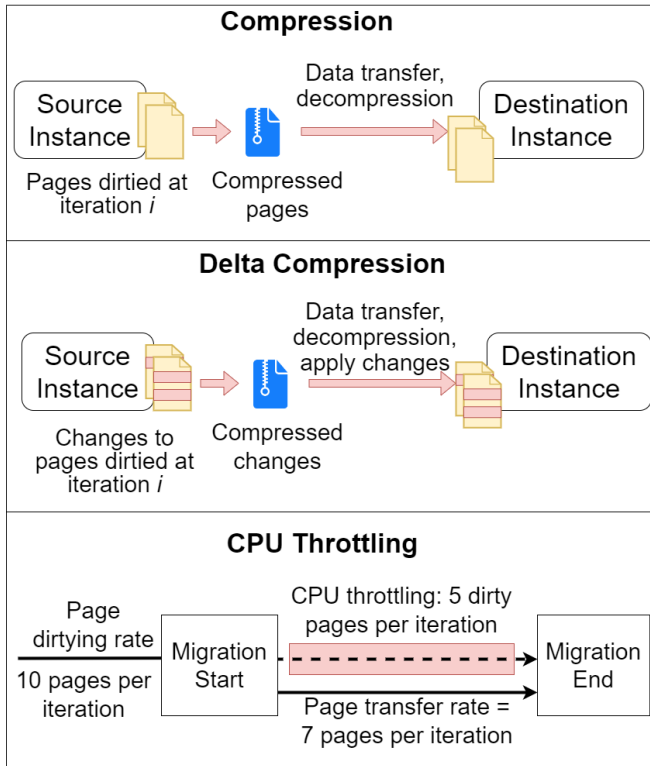 Compression
Source
Instance
Pages dirtied at
iteration i
Compressed
pages
Data transfer,
decompression
Destination
Instance
Delta Compression
Source
Instance
Changes to
pages dirtied at
iteration i
Compressed
changes
Data transfer,
decompression,
apply changes
Destination
Instance
CPU Throttling
Page
dirtying rate
10 pages per
iteration
Migration
Start
CPU throttling: 5 dirty
pages per iteration
Page transfer rate =
7 pages per iteration
Migration
End